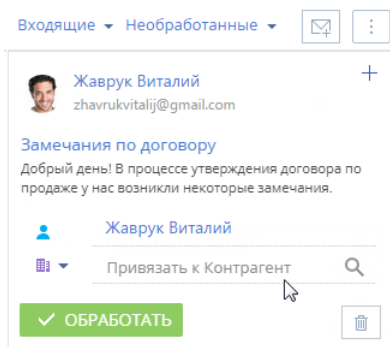 Входящие Необработанные
Жаврук Виталий
zhavrukvitalij@gmail.com
Замечания по договору
Добрый день! В процессе утверждения договора по
продаже у нас возникли некоторые замечания.
Жаврук Виталий
Привязать к Контрагент
ОБРАБОТАТЬ